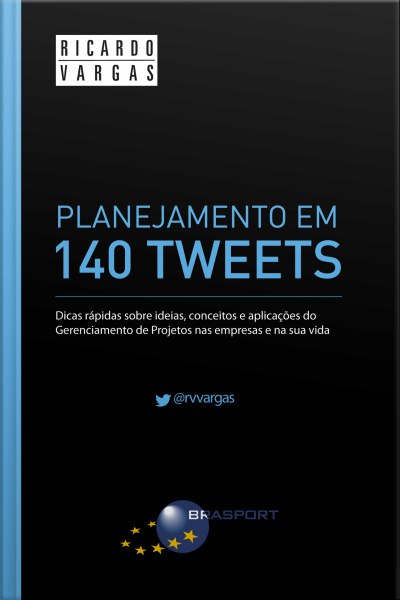 RICARDO
VARGAS
PLANEJAMENTO EM
140 TWEETS
Dicas rápidas sobre ideias, conceitos e aplicações do
Gerenciamento de Projetos nas empresas e na sua vida
@rvvargas
BRASPORT